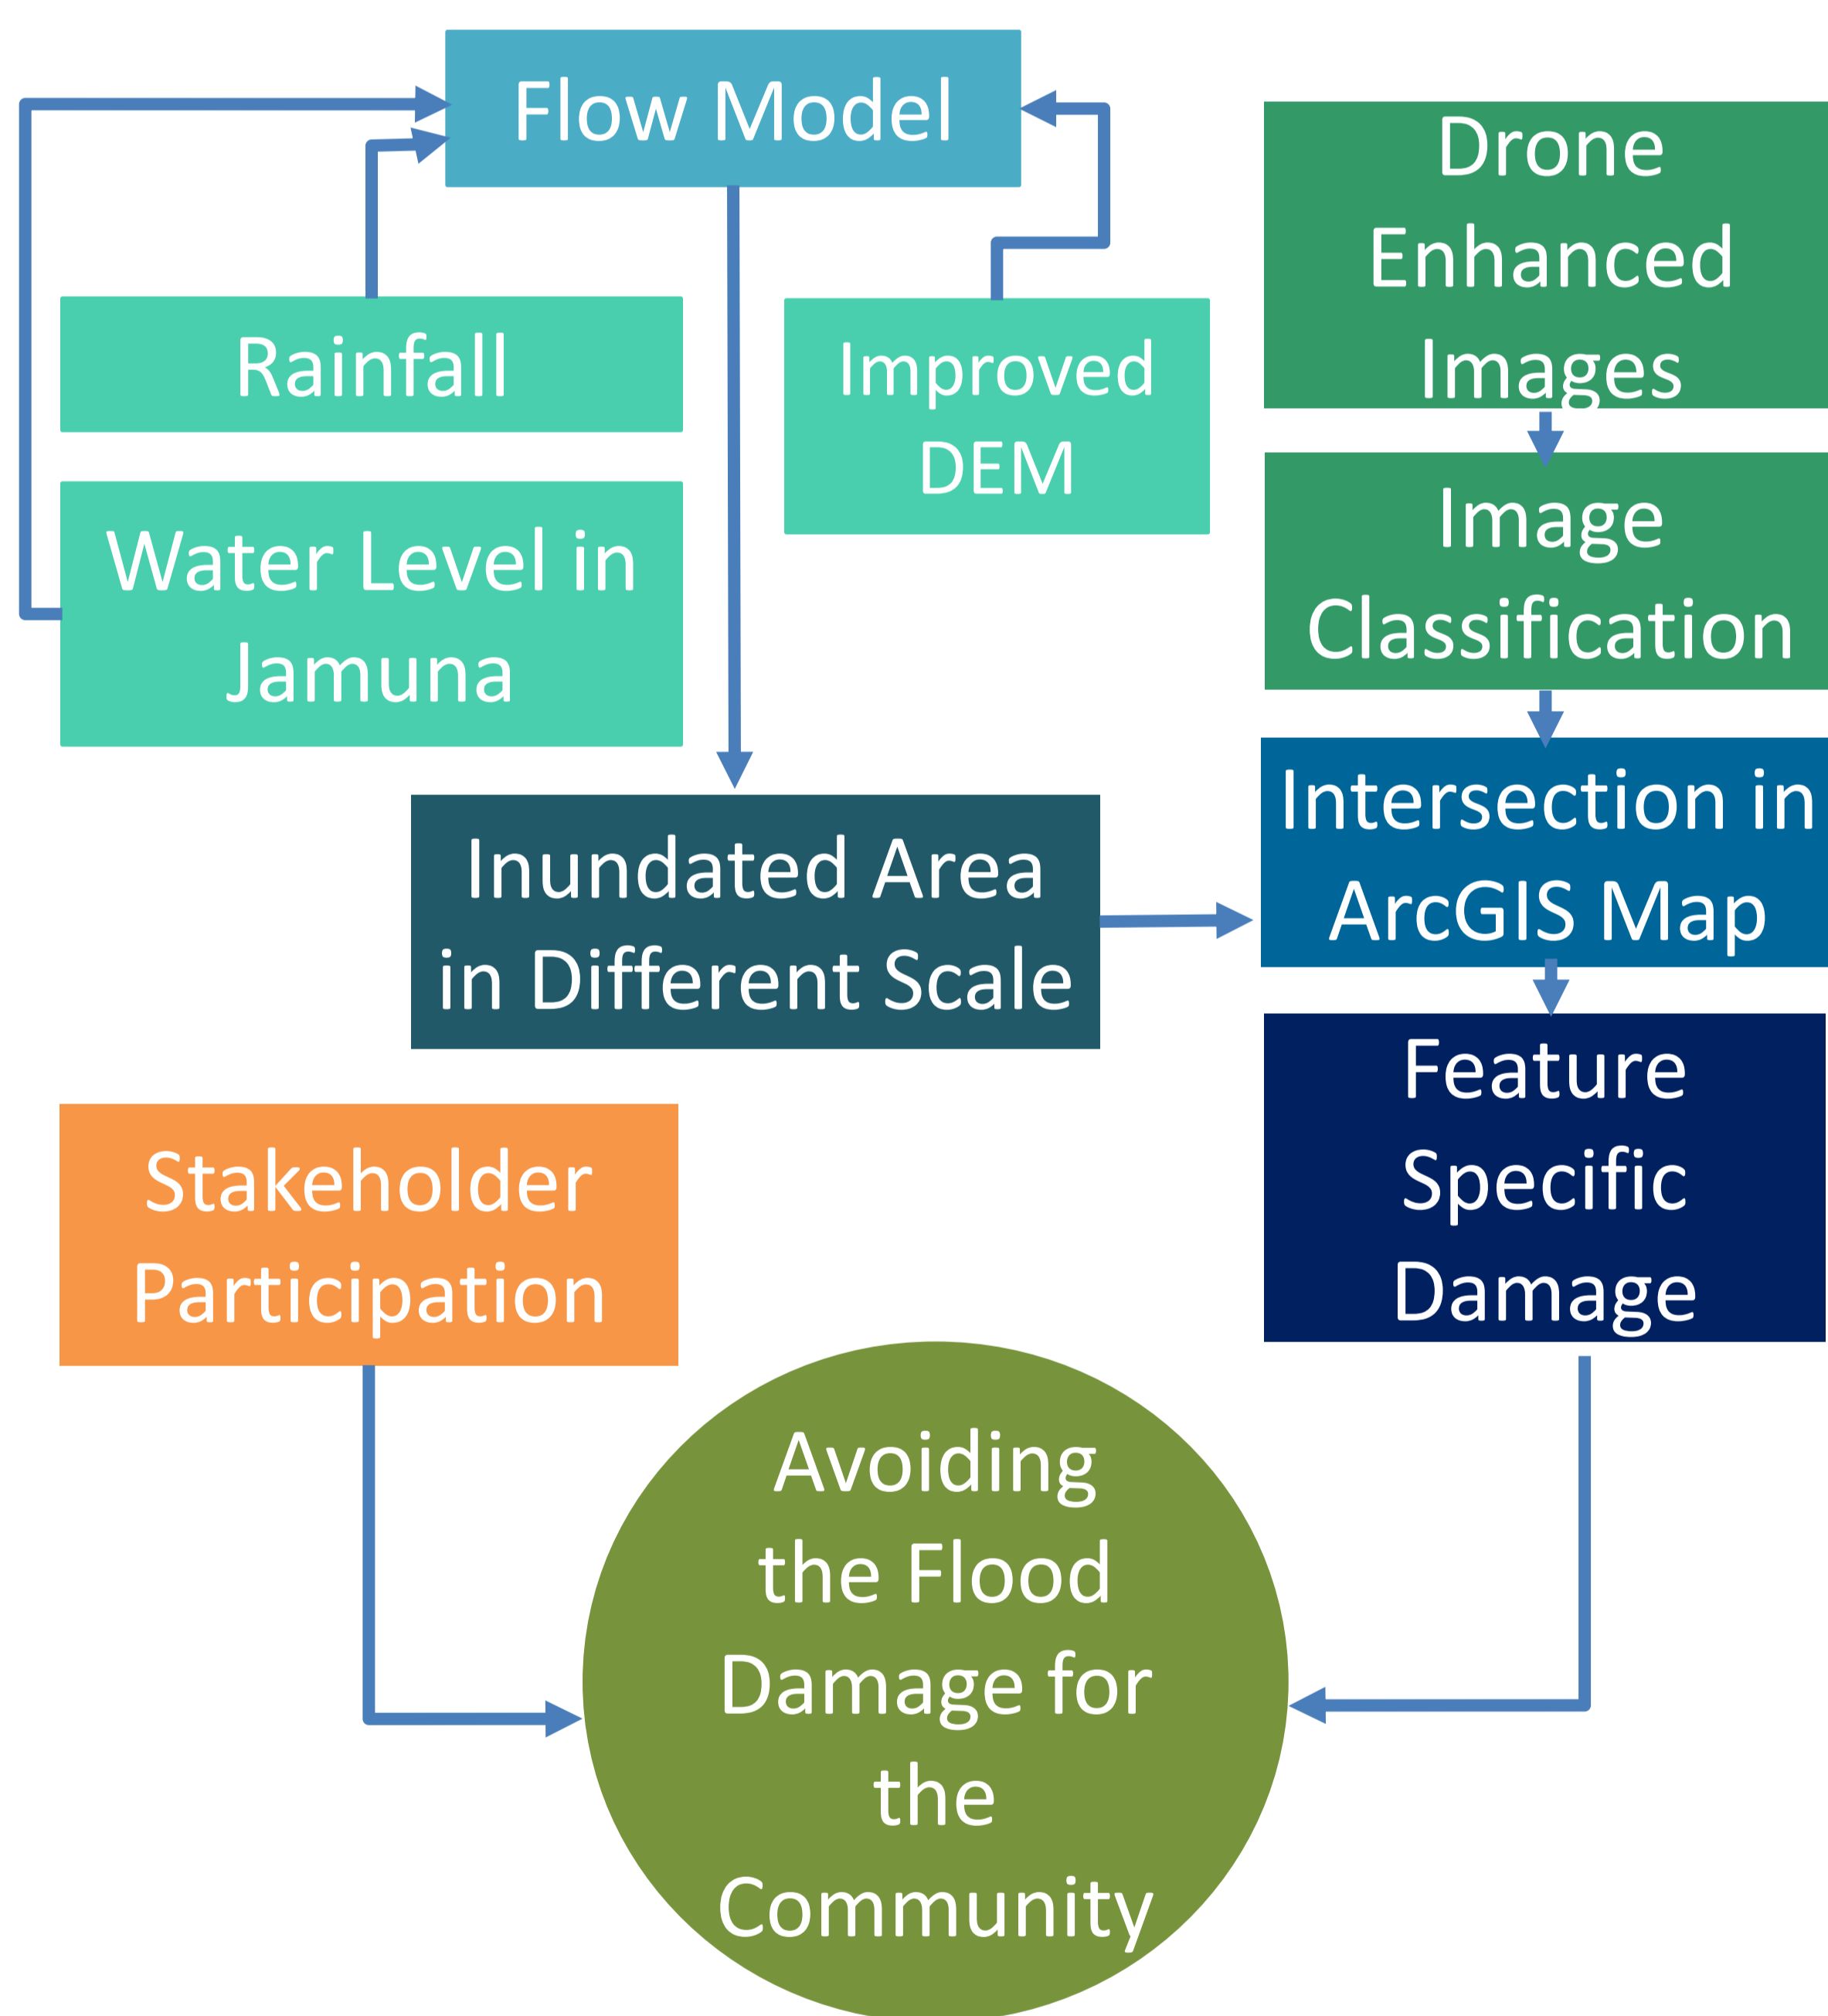 Flow Model
Rainfall
Water Level in
Jamuna
Improved
DEM
Drone
Enhanced
Images
Image
Classification
Intersection in
ArcGIS Map
Inundated Area
in Different Scale
Feature
Specific
Damage
Stakeholder
Participation
Avoiding
the Flood
Damage for
the
Community